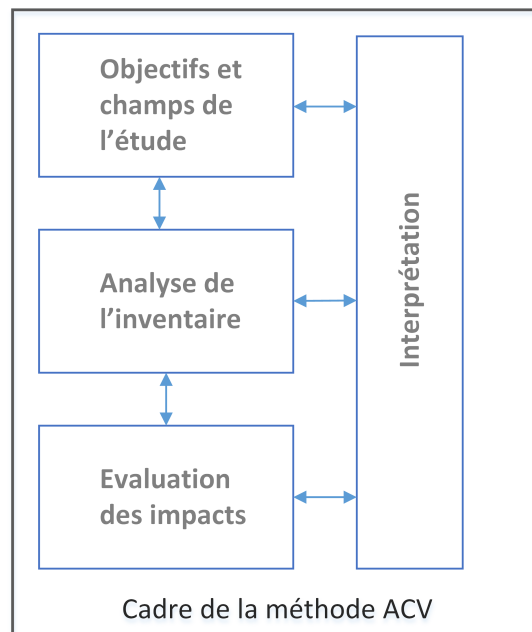 Objectifs et
champs de
l'étude
Analyse de
l'inventaire
Evaluation
des impacts
Interprétation
Cadre de la méthode ACV